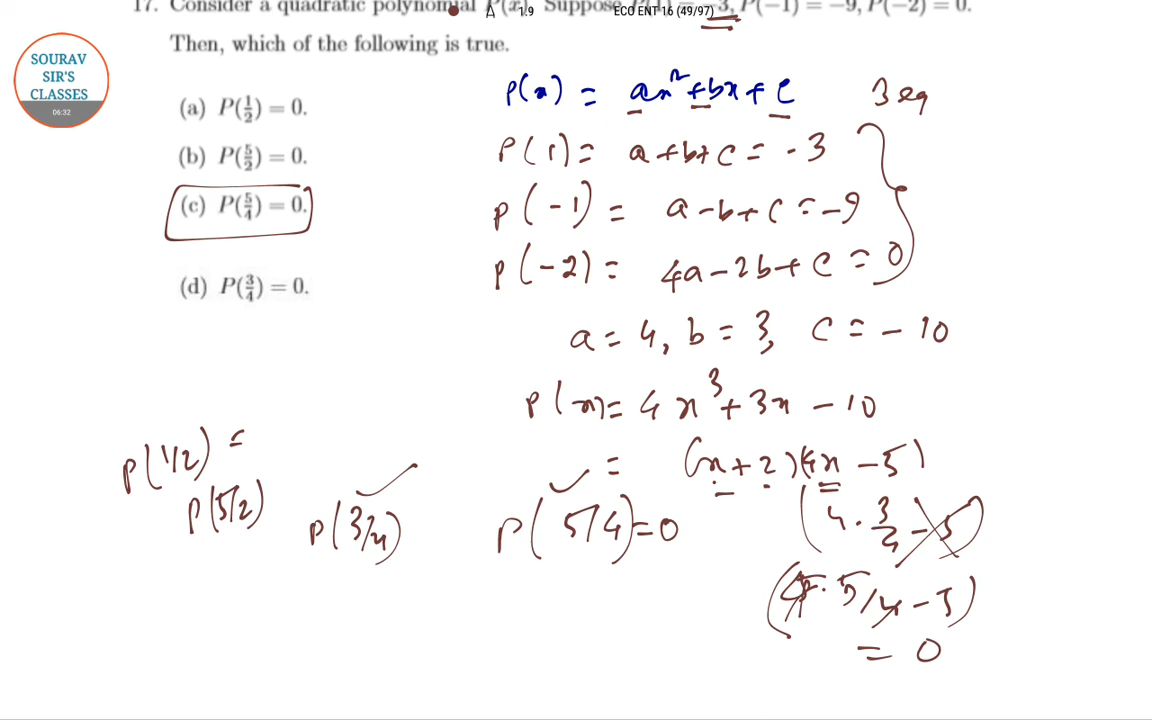 17. Consider a quadratic polynomial P(x). Suppose 3, P(−1) = −9, P(−2) = 0.
Δ 1.9 ECO ENT 16 (49/97)
Then, which of the following is true.
SOURAV
SIR'S
CLASSES
06:32
(a) P(1/2) = 0.
(b) P(5/2) = 0.
(c) P(5/4) = 0.
(d) P(3/4) = 0.
P(x) = ax² + bx + c 3 eq
P(1) = a + b + c = -3
P(-1) = a - b + c = -9
P(-2) = 4a - 2b + c = 0
a = 4, b = 3, c = -10
P(x) = 4x³ + 3x - 10
= (x + 2)(4x - 5)
P(1/2) =
P(5/2)
P(3/4)
P(5/4) = 0
(4 · 3/4 - 5)
(4 · 5/4 - 5)
= 0